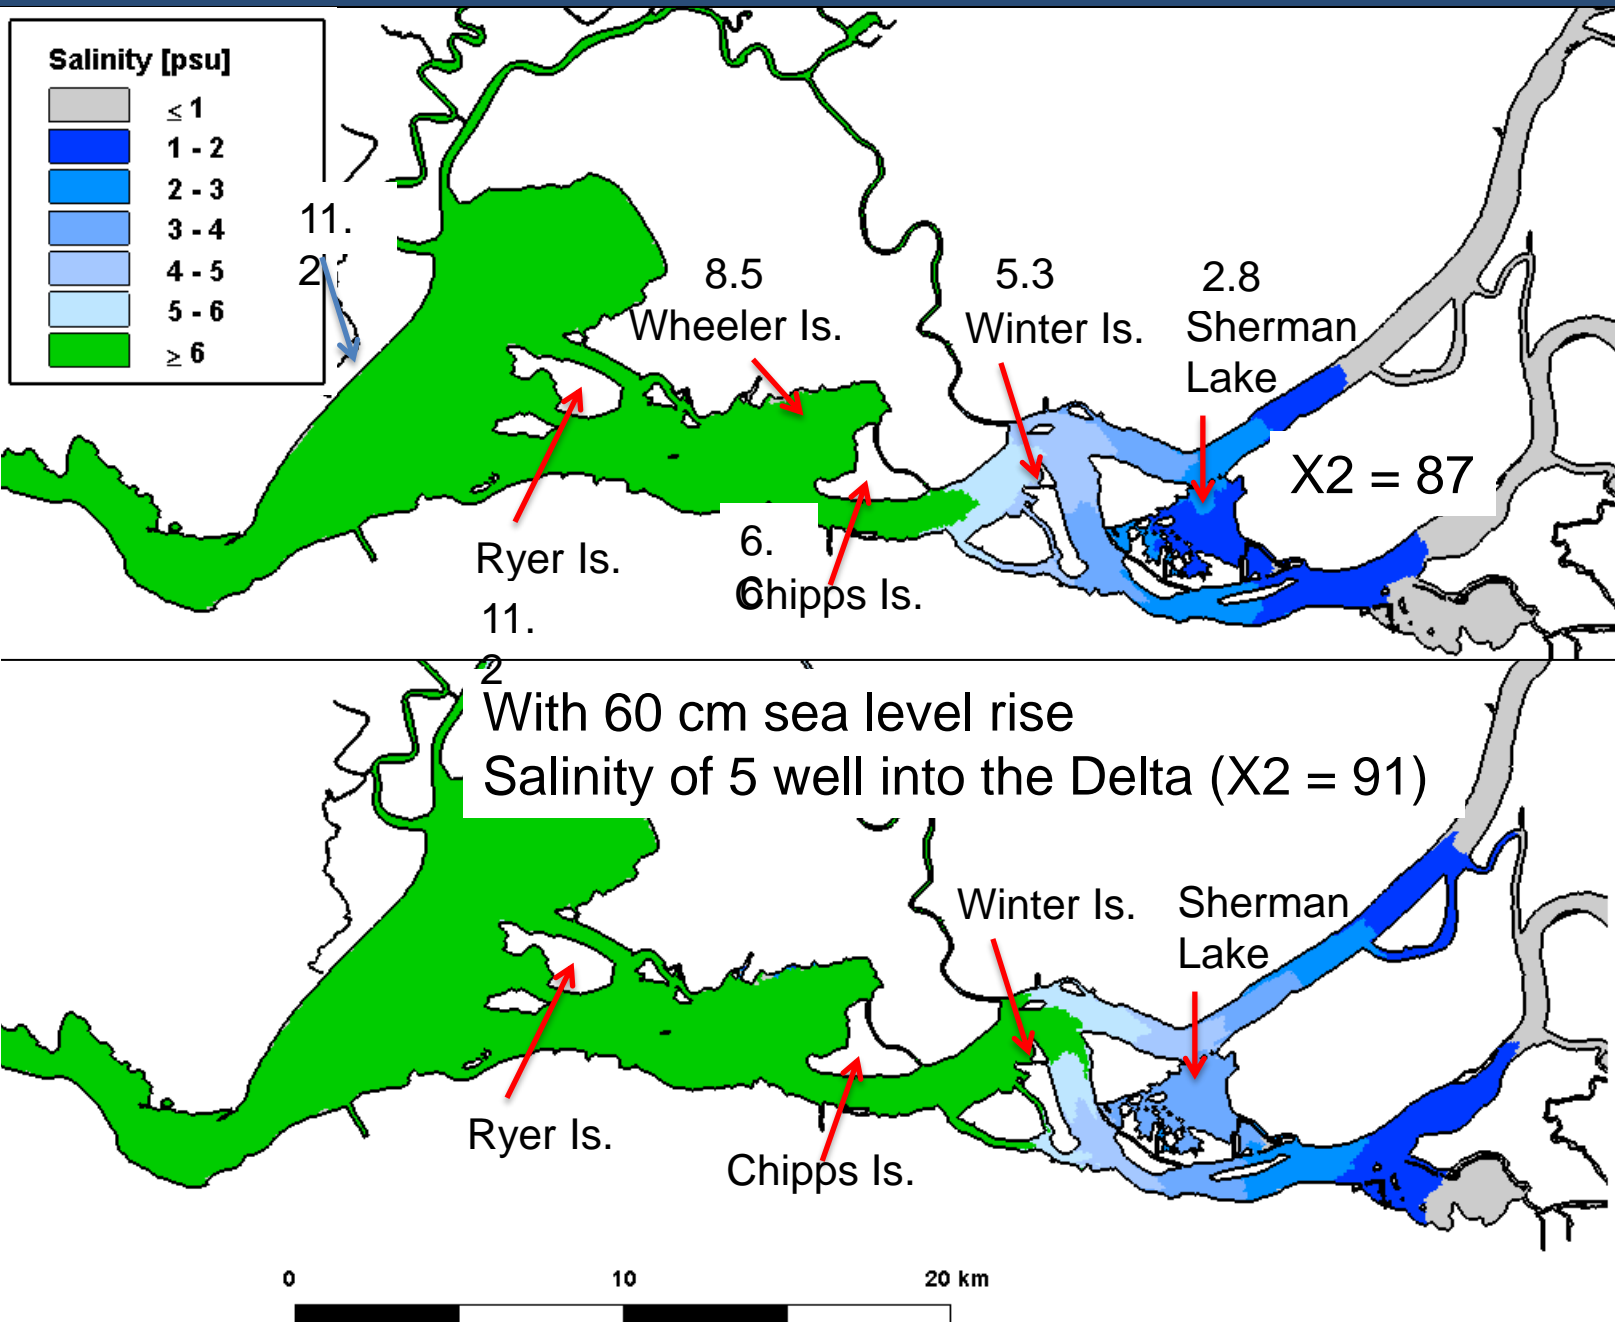 Salinity [psu]
≤ 1
1 - 2
2 - 3
3 - 4
4 - 5
5 - 6
≥ 6
11.
2
8.5
Wheeler Is.
5.3
Winter Is.
2.8
Sherman
Lake
X2 = 87
Ryer Is.
11.
2
6.
6
Chipps Is.
With 60 cm sea level rise
Salinity of 5 well into the Delta (X2 = 91)
Winter Is.
Sherman
Lake
Ryer Is.
Chipps Is.
0 10 20 km